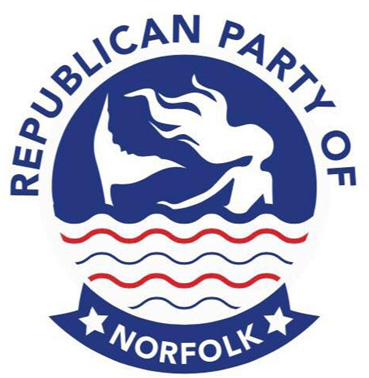 REPUBLICAN PARTY OF
NORFOLK